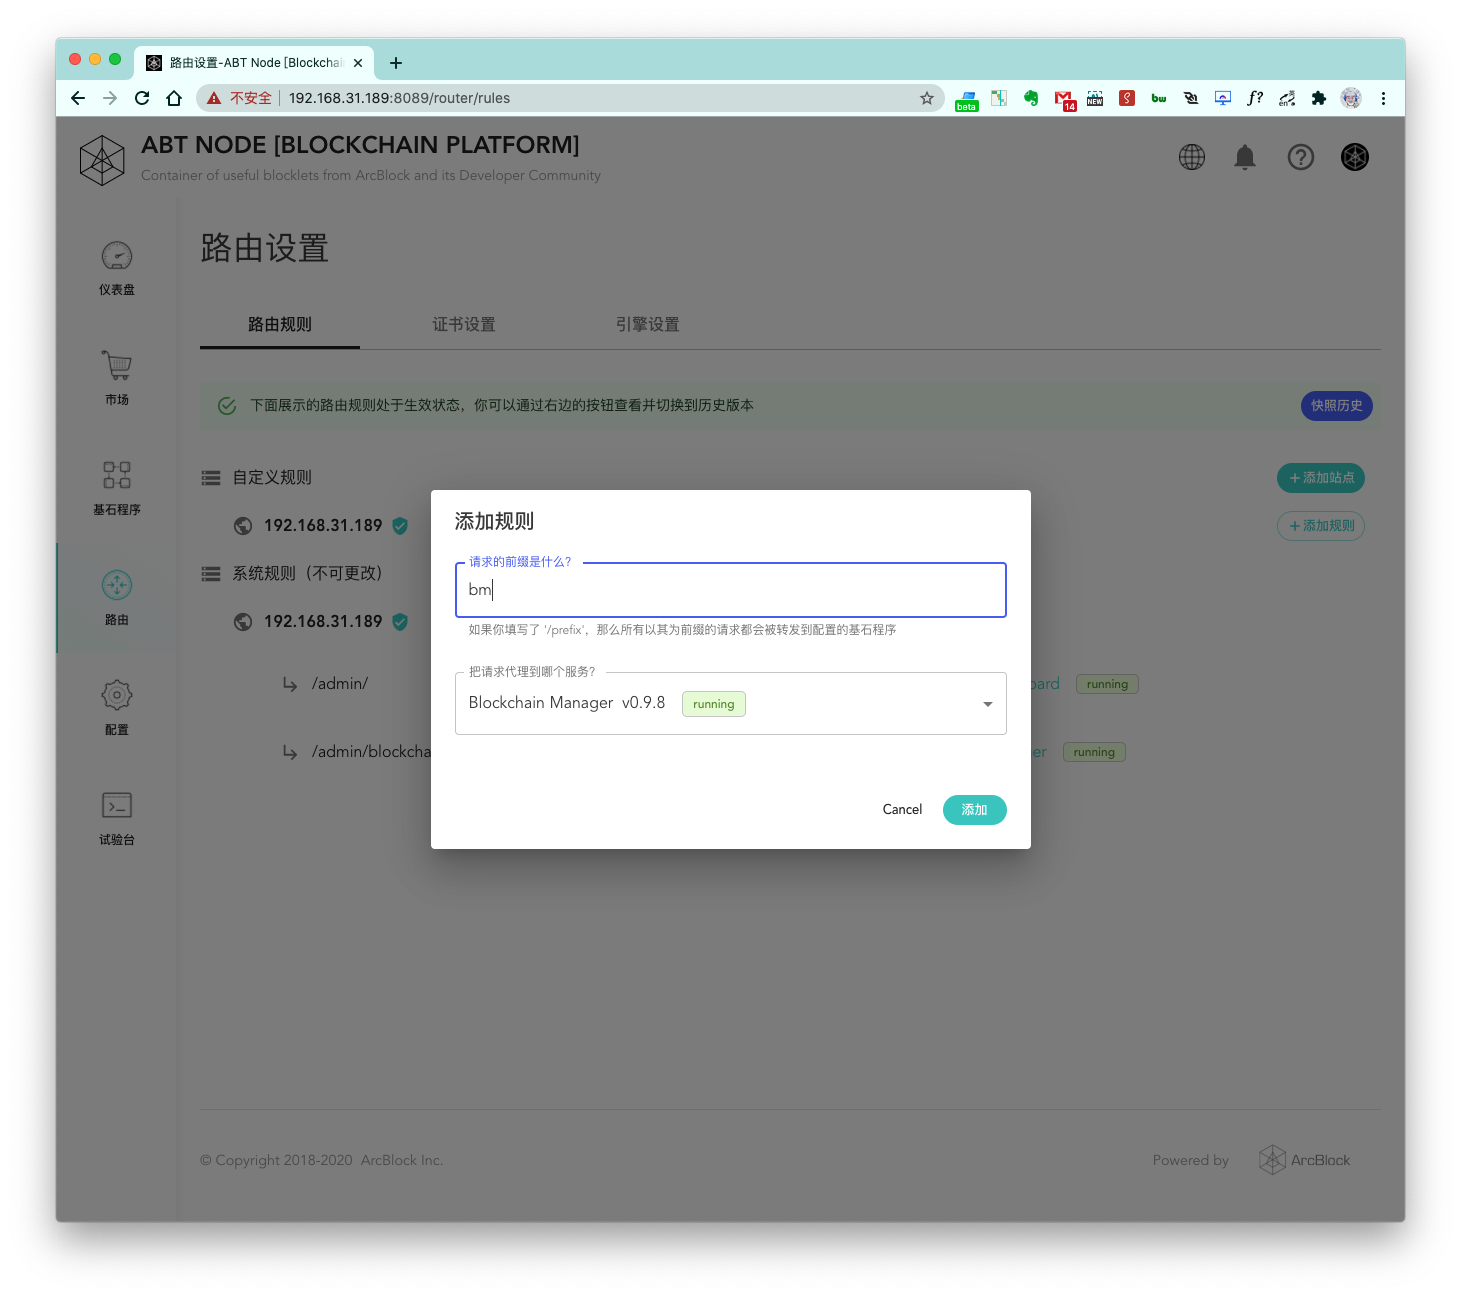 路由设置-ABT Node [Blockchai
不安全
192.168.31.189:8089/router/rules
beta
14
NEW
bw
f?
en
ABT NODE [BLOCKCHAIN PLATFORM]
Container of useful blocklets from ArcBlock and its Developer Community
仪表盘
市场
基石程序
路由
配置
试验台
路由设置
路由规则
证书设置
引擎设置
下面展示的路由规则处于生效状态，你可以通过右边的按钮查看并切换到历史版本
快照历史
自定义规则
+添加站点
192.168.31.189
+添加规则
系统规则（不可更改）
192.168.31.189
/admin/
oard
running
/admin/blockcha
er
running
添加规则
请求的前缀是什么?
bm
如果你填写了 '/prefix'，那么所有以其为前缀的请求都会被转发到配置的基石程序
把请求代理到哪个服务?
Blockchain Manager v0.9.8
running
Cancel
添加
© Copyright 2018-2020 ArcBlock Inc.
Powered by
ArcBlock